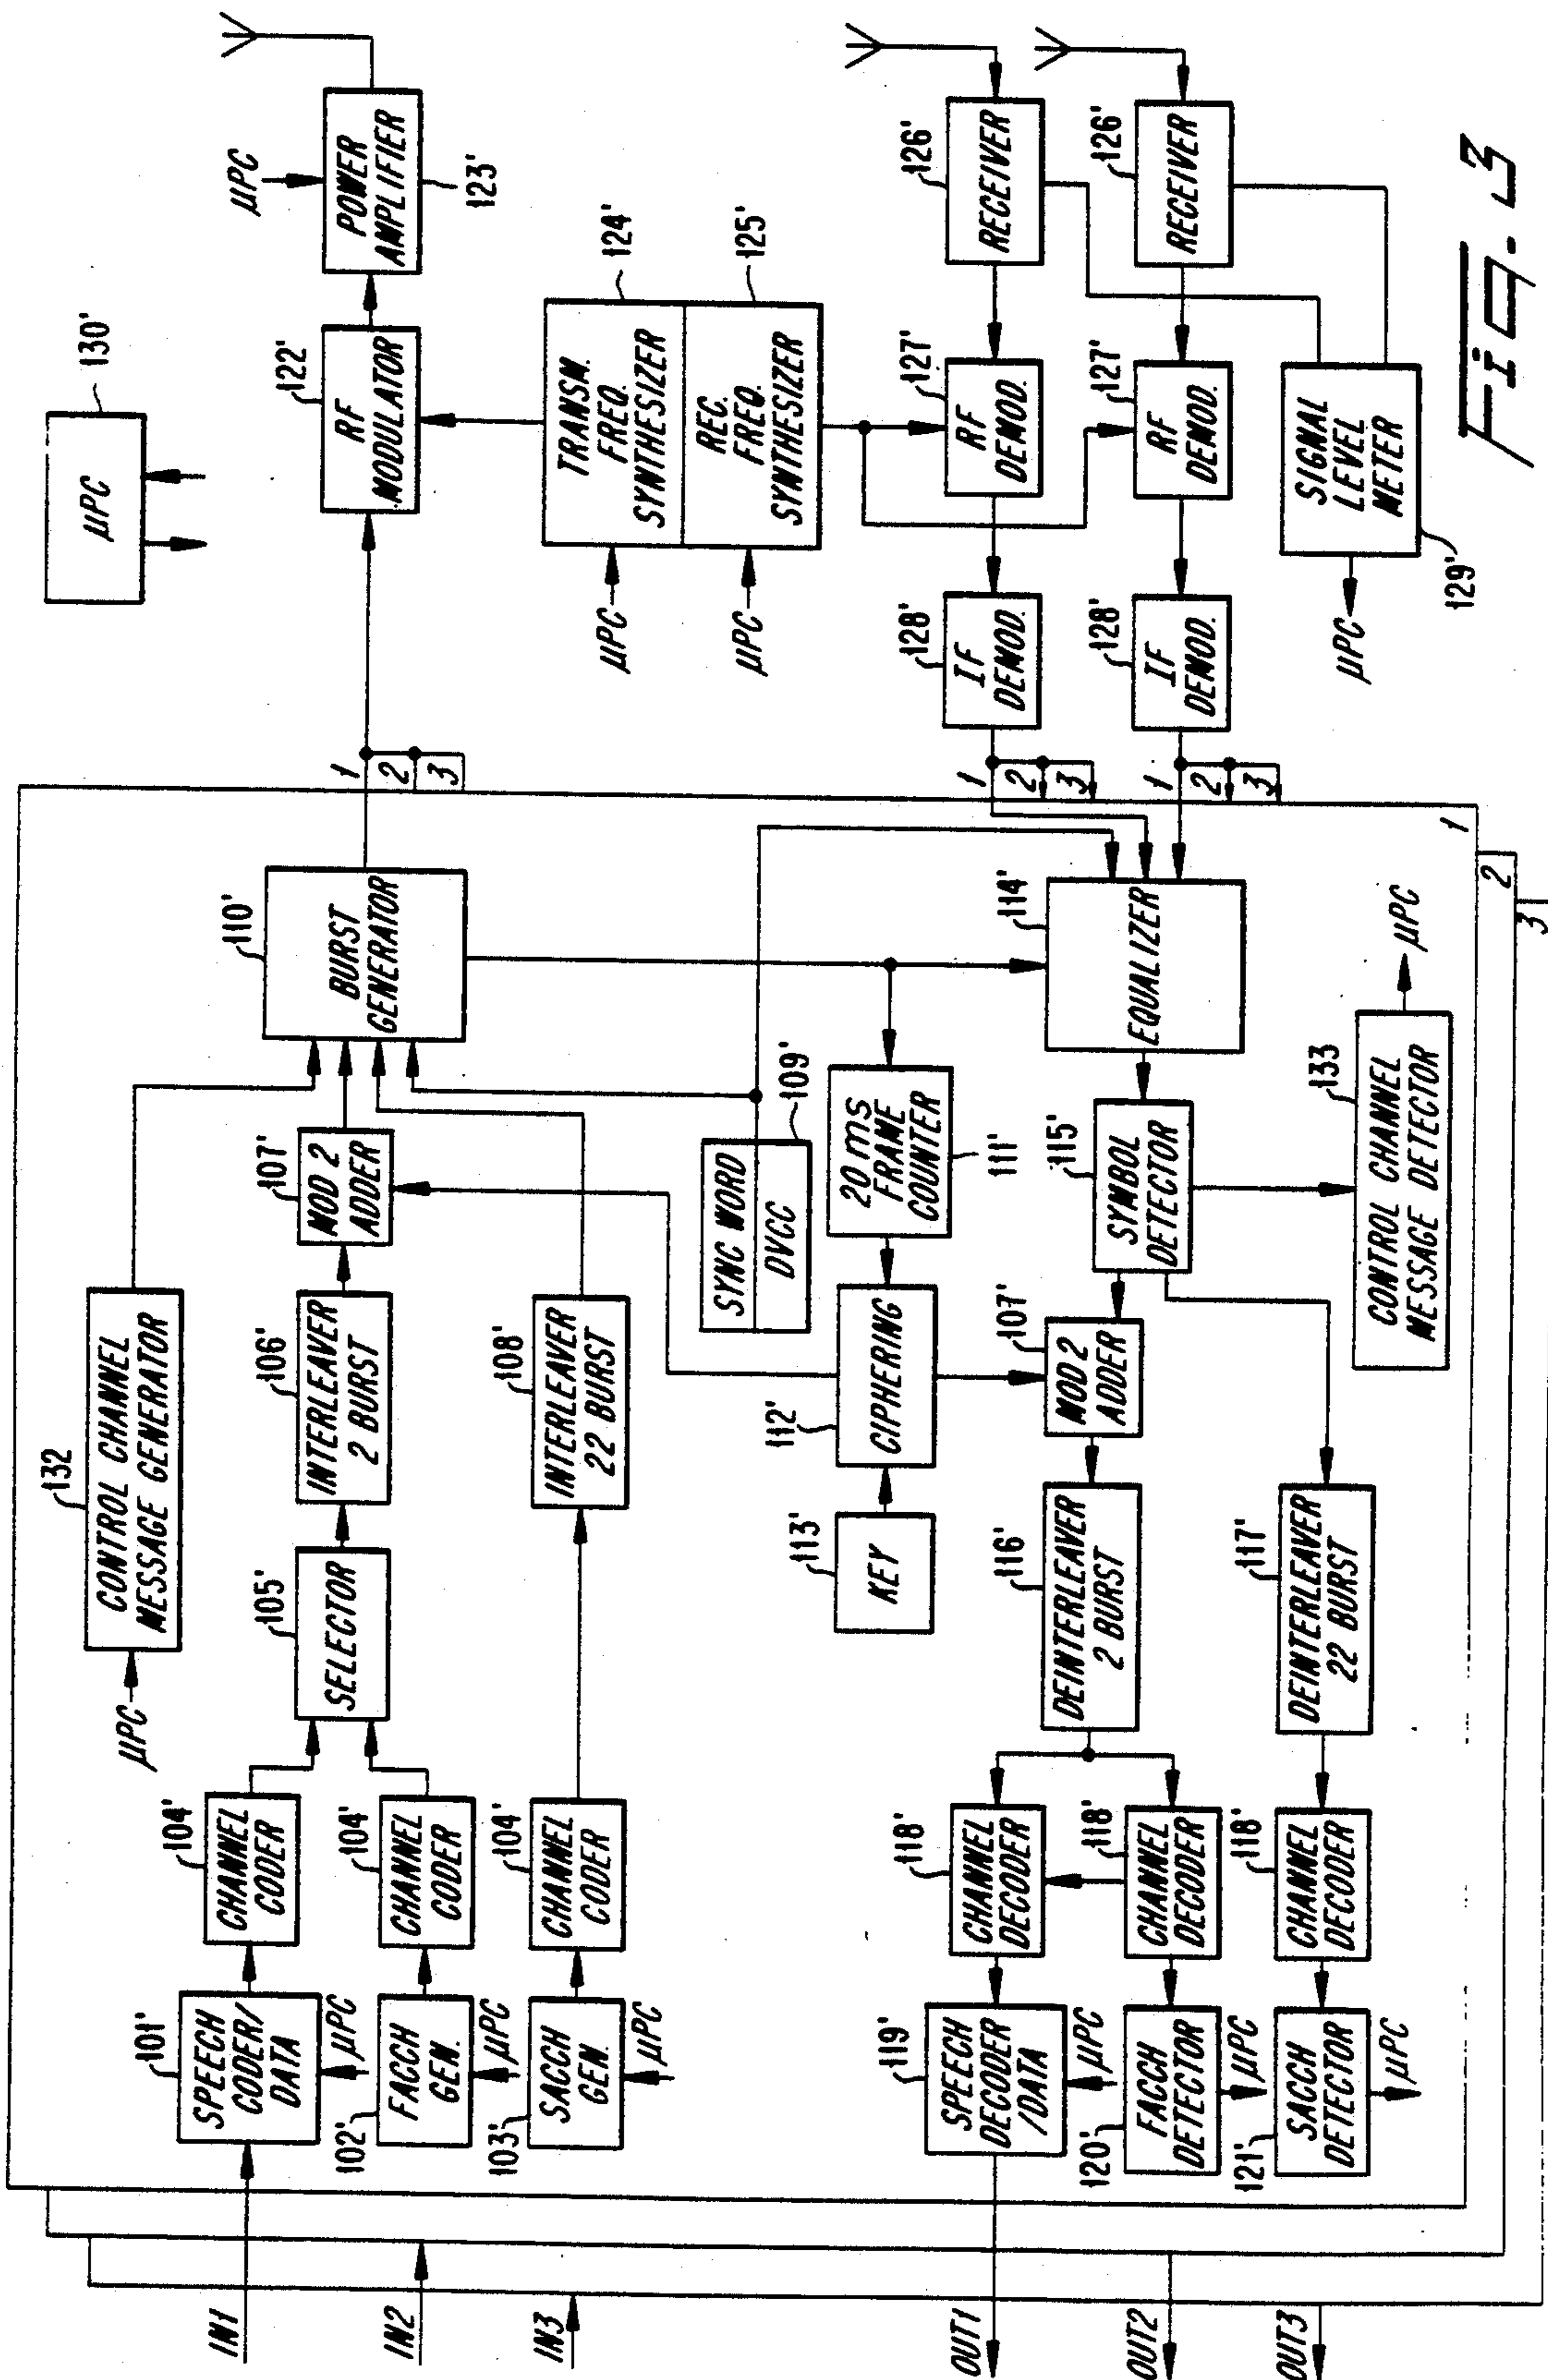 IN1
IN2
IN3
OUT1
OUT2
OUT3
101'
SPEECH
CODER/
DATA
μPC
102'
FACCH
GEN.
μPC
103'
SACCH
GEN.
μPC
104'
CHANNEL
CODER
104'
CHANNEL
CODER
104'
CHANNEL
CODER
μPC
132
CONTROL CHANNEL
MESSAGE GENERATOR
105'
SELECTOR
106'
INTERLEAVER
2 BURST
108'
INTERLEAVER
22 BURST
107'
MOD 2
ADDER
110'
BURST
GENERATOR
SYNC WORD
DVCC
109'
20 ms
FRAME
COUNTER
111'
112'
CIPHERING
113'
KEY
114'
EQUALIZER
115'
SYMBOL
DETECTOR
107'
MOD 2
ADDER
116'
DEINTERLEAVER
2 BURST
117'
DEINTERLEAVER
22 BURST
133
CONTROL CHANNEL
MESSAGE DETECTOR
μPC
118'
CHANNEL
DECODER
118'
CHANNEL
DECODER
118'
CHANNEL
DECODER
119'
SPEECH
DECODER
/DATA
μPC
120'
FACCH
DETECTOR
μPC
121'
SACCH
DETECTOR
μPC
1
2
3
1
2
3
1
2
3
1
2
3
130'
μPC
122'
RF
MODULATOR
μPC
POWER
AMPLIFIER
123'
124'
TRANSM.
FREQ.
SYNTHESIZER
μPC
125'
REC.
FREQ.
SYNTHESIZER
μPC
126'
RECEIVER
126'
RECEIVER
127'
RF
DEMOD.
127'
RF
DEMOD.
128'
IF
DEMOD.
128'
IF
DEMOD.
SIGNAL
LEVEL
METER
129'
μPC
Fig. 3